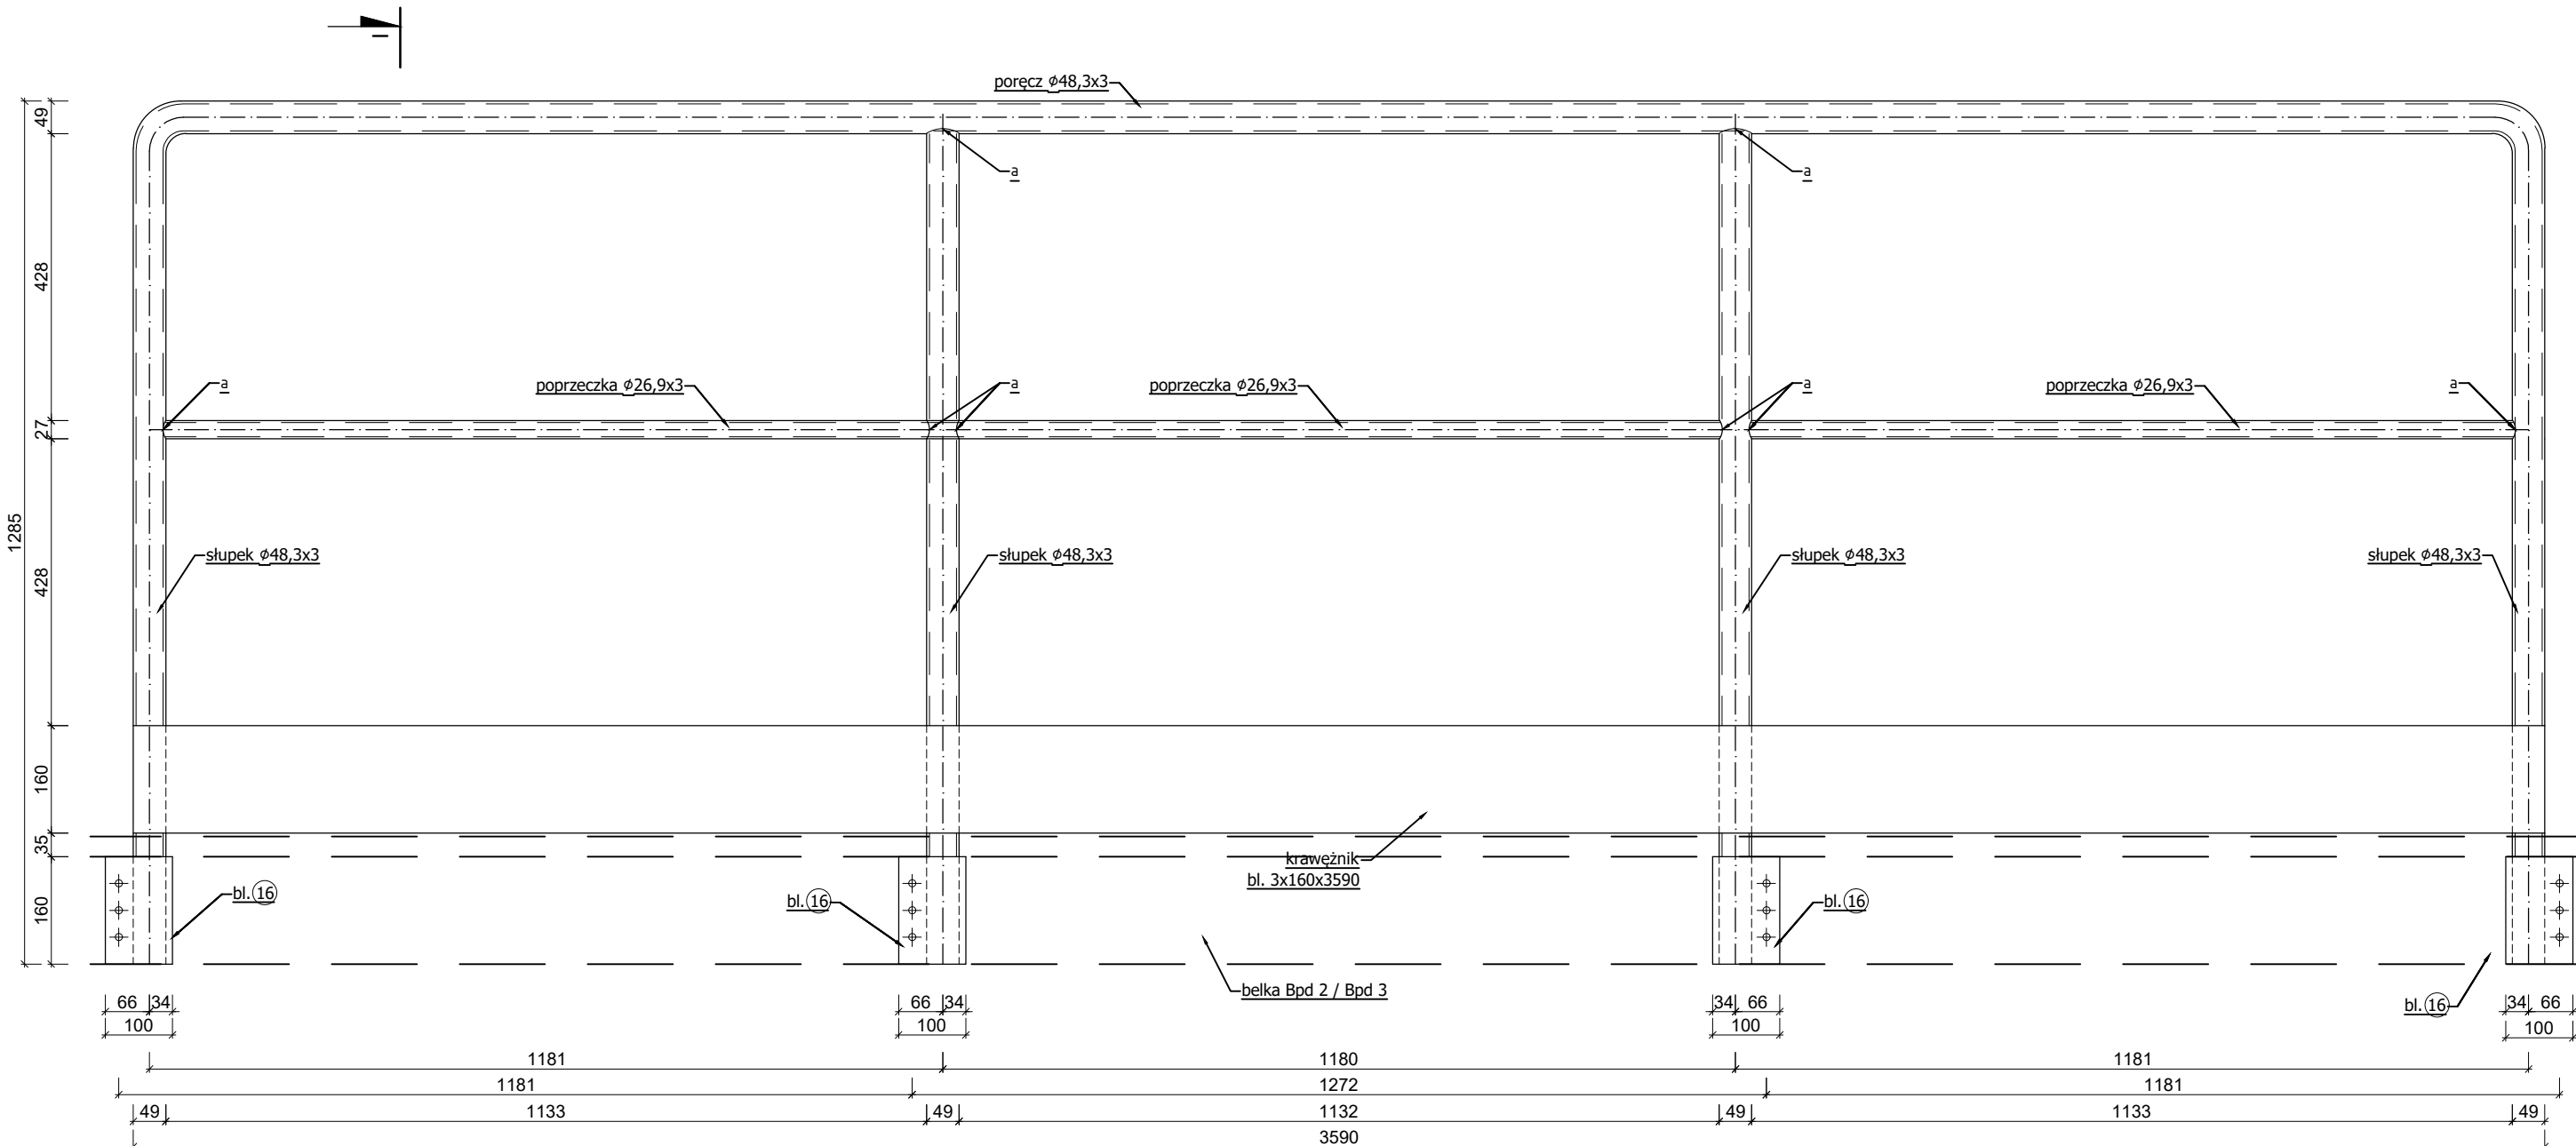 I
poręcz ϕ48,3x3
49
a
a
428
1285
a
poprzeczka ϕ26,9x3
a
poprzeczka ϕ26,9x3
a
poprzeczka ϕ26,9x3
a
27
słupek ϕ48,3x3
słupek ϕ48,3x3
słupek ϕ48,3x3
słupek ϕ48,3x3
428
160
35
krawężnik
bl. 3x160x3590
160
bl. 16
bl. 16
bl. 16
bl. 16
belka Bpd 2 / Bpd 3
66 34
66 34
34 66
34 66
100
100
100
100
1181 1180 1181
1181 1272 1181
49 1133 49 1132 49 1133 49
3590